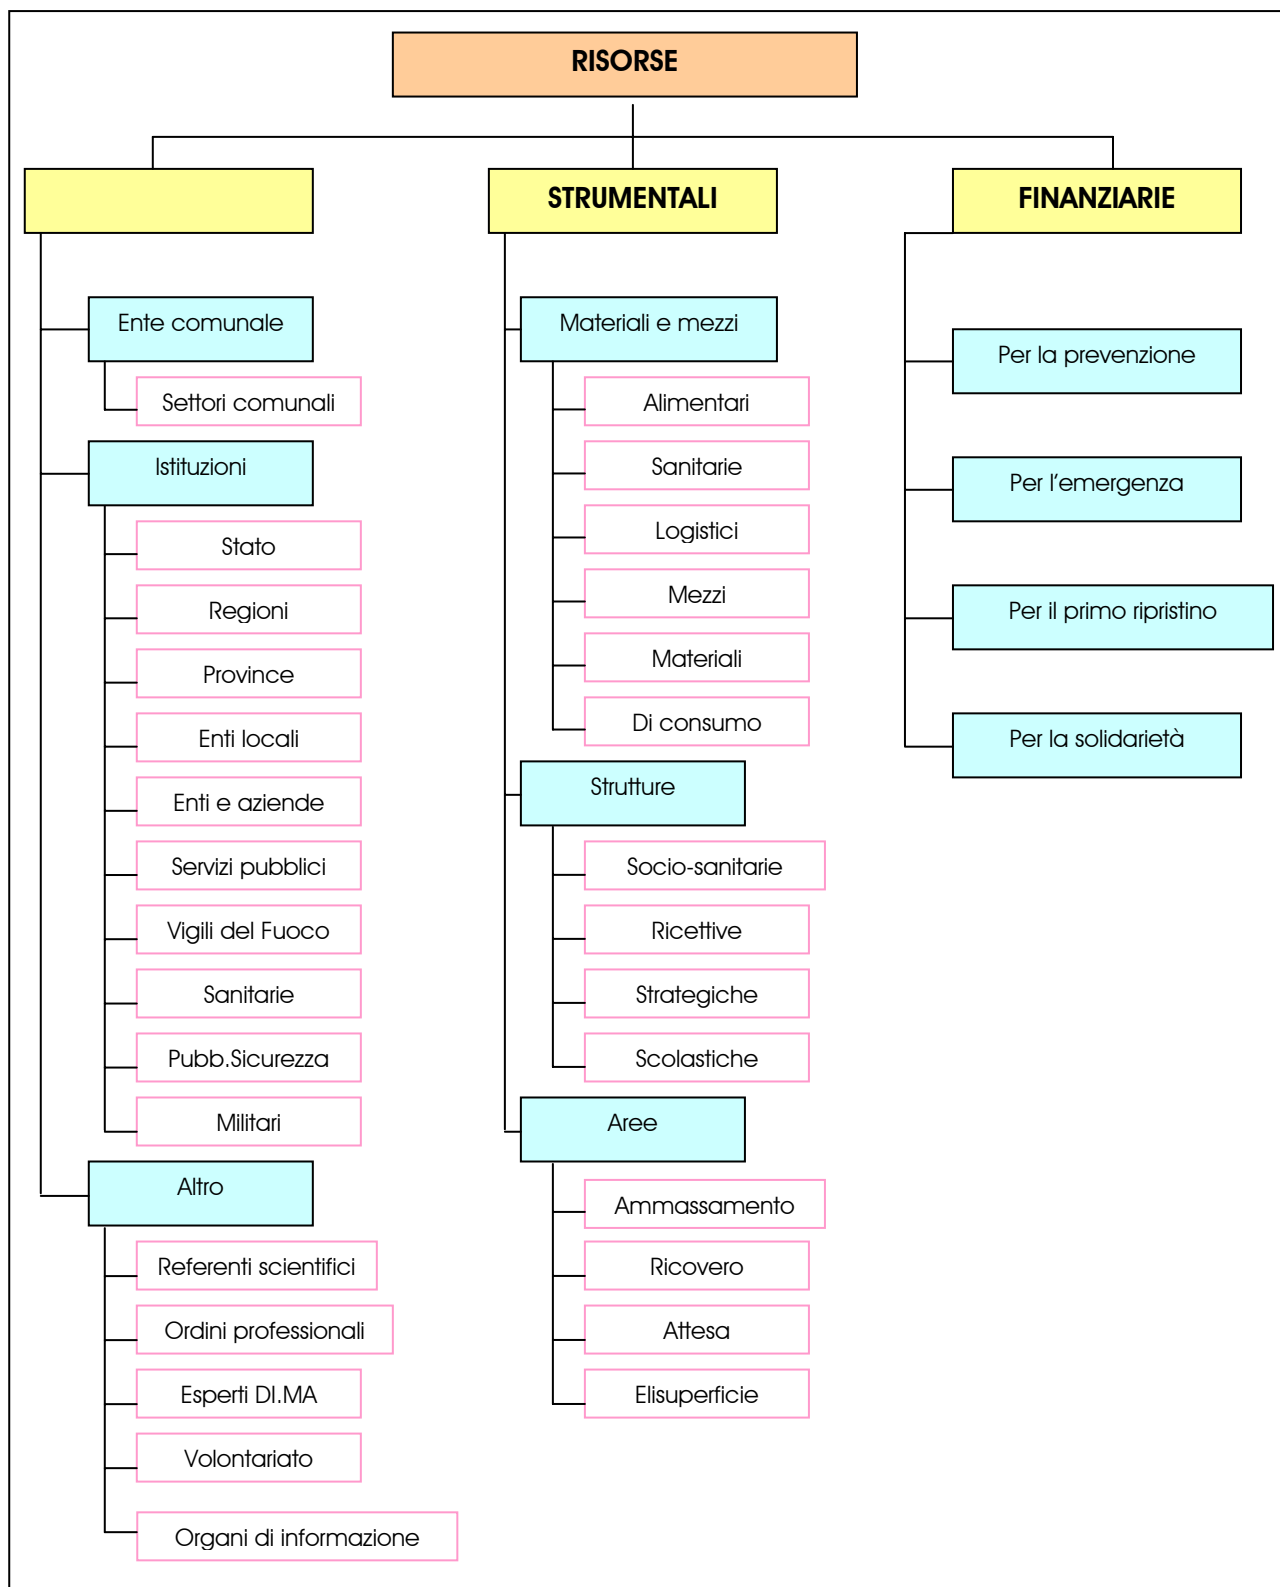 RISORSE
STRUMENTALI
FINANZIARIE
Ente comunale
Settori comunali
Istituzioni
Stato
Regioni
Province
Enti locali
Enti e aziende
Servizi pubblici
Vigili del Fuoco
Sanitarie
Pubb.Sicurezza
Militari
Altro
Referenti scientifici
Ordini professionali
Esperti DI.MA
Volontariato
Organi di informazione
Materiali e mezzi
Alimentari
Sanitarie
Logistici
Mezzi
Materiali
Di consumo
Strutture
Socio-sanitarie
Ricettive
Strategiche
Scolastiche
Aree
Ammassamento
Ricovero
Attesa
Elisuperficie
Per la prevenzione
Per l'emergenza
Per il primo ripristino
Per la solidarietà